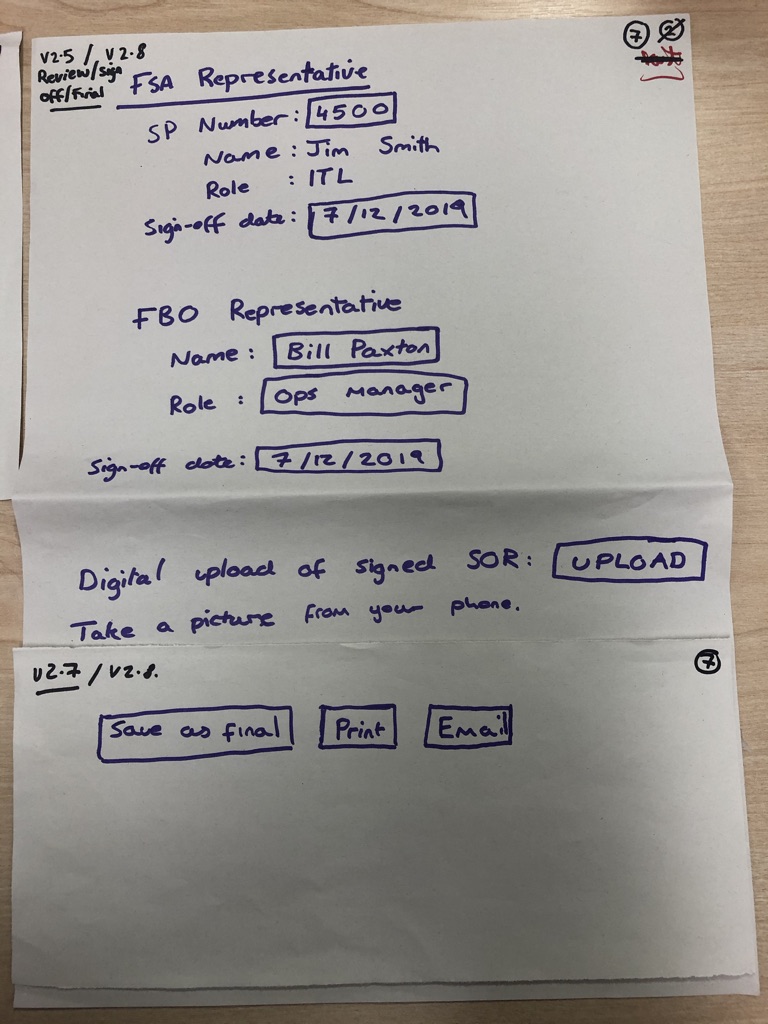 V2.5 / V2.8
Review/Sign
off/Final
7 2
FSA Representative
SP Number: 4500
Name: Jim Smith
Role: ITL
Sign-off date: 7/12/2019
FBO Representative
Name: Bill Paxton
Role: Ops Manager
Sign-off date: 7/12/2019
Digital upload of signed SOR: UPLOAD
Take a picture from your phone.
V2.7 / V2.8.
7
Save as final Print Email